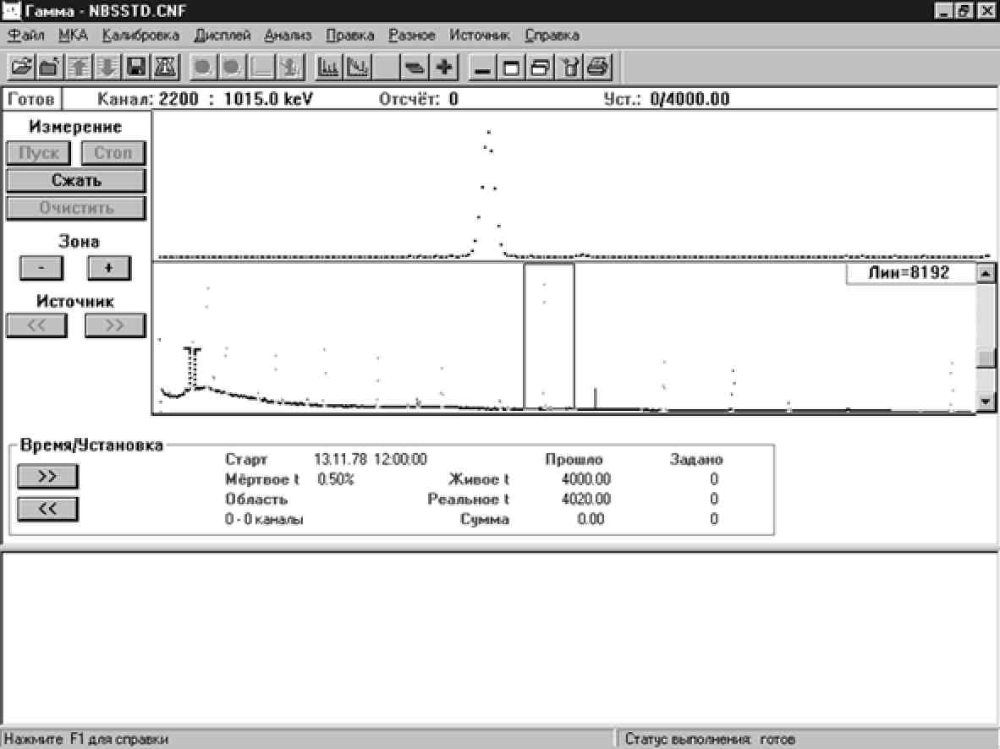 Гамма - NBSSTD.CNF
Файл МКА Калибровка Дисплей Анализ Правка Разное Источник Справка
Готов Канал: 2200 : 1015.0 keV Отсчёт: 0 Уст.: 0/4000.00
Измерение
Пуск Стоп
Сжать
Очистить
Зона
- +
Источник
<< >>
Лин=8192
Время/Установка
>>
<<
Старт 13.11.78 12:00:00 Прошло Задано
Мёртвое t 0.50% Живое t 4000.00 0
Область Реальное t 4020.00 0
0 - 0 каналы Сумма 0.00 0
Нажмите F1 для справки Статус выполнения: готов